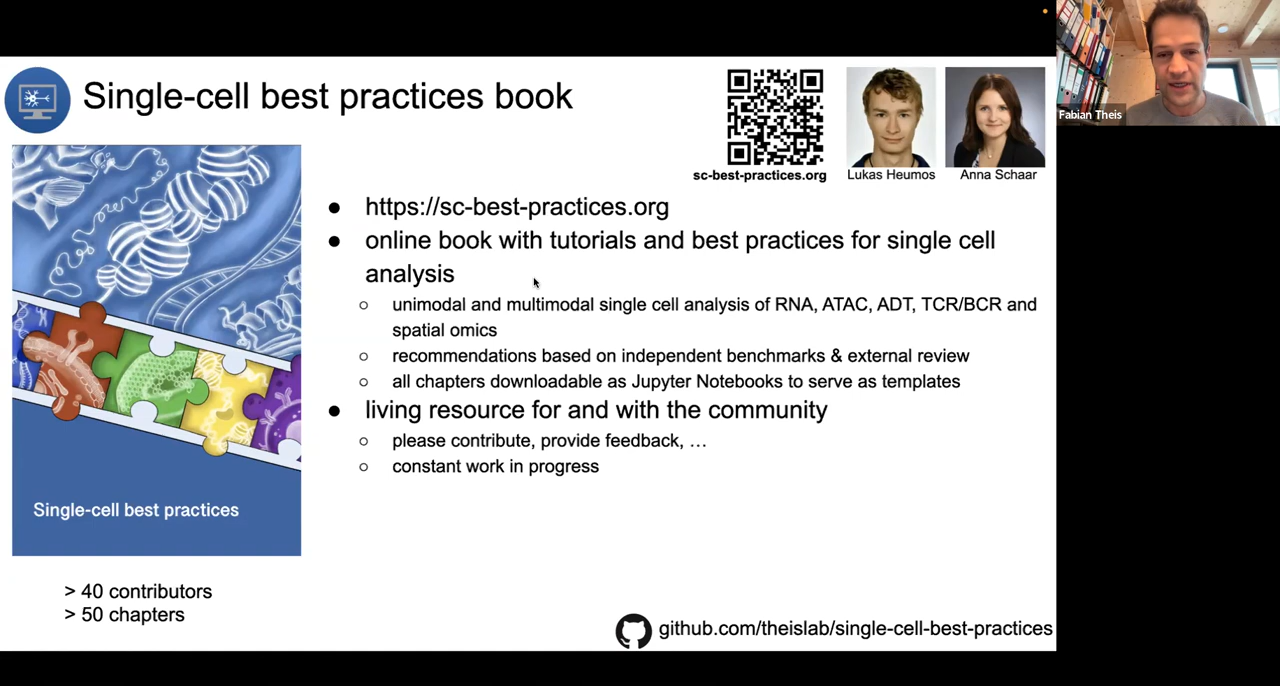 Single-cell best practices book
sc-best-practices.org
Lukas Heumos
Anna Schaar
Fabian Theis
● https://sc-best-practices.org
● online book with tutorials and best practices for single cell
analysis
○ unimodal and multimodal single cell analysis of RNA, ATAC, ADT, TCR/BCR and
spatial omics
○ recommendations based on independent benchmarks & external review
○ all chapters downloadable as Jupyter Notebooks to serve as templates
● living resource for and with the community
○ please contribute, provide feedback, …
○ constant work in progress
Single-cell best practices
> 40 contributors
> 50 chapters
github.com/theislab/single-cell-best-practices